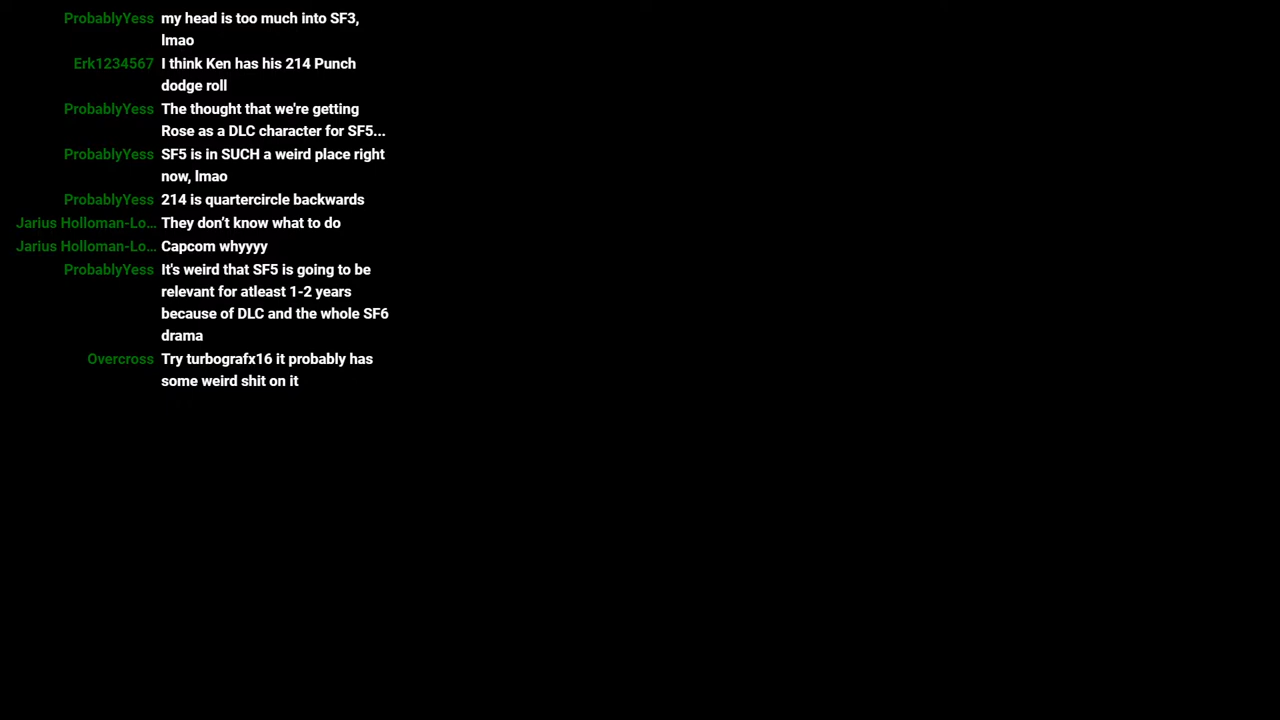 ProbablyYess my head is too much into SF3,
lmao
Erk1234567 I think Ken has his 214 Punch
dodge roll
ProbablyYess The thought that we're getting
Rose as a DLC character for SF5...
ProbablyYess SF5 is in SUCH a weird place right
now, lmao
ProbablyYess 214 is quartercircle backwards
Jarius Holloman-Lo... They don’t know what to do
Jarius Holloman-Lo... Capcom whyyyy
ProbablyYess It's weird that SF5 is going to be
relevant for atleast 1-2 years
because of DLC and the whole SF6
drama
Overcross Try turbografx16 it probably has
some weird shit on it